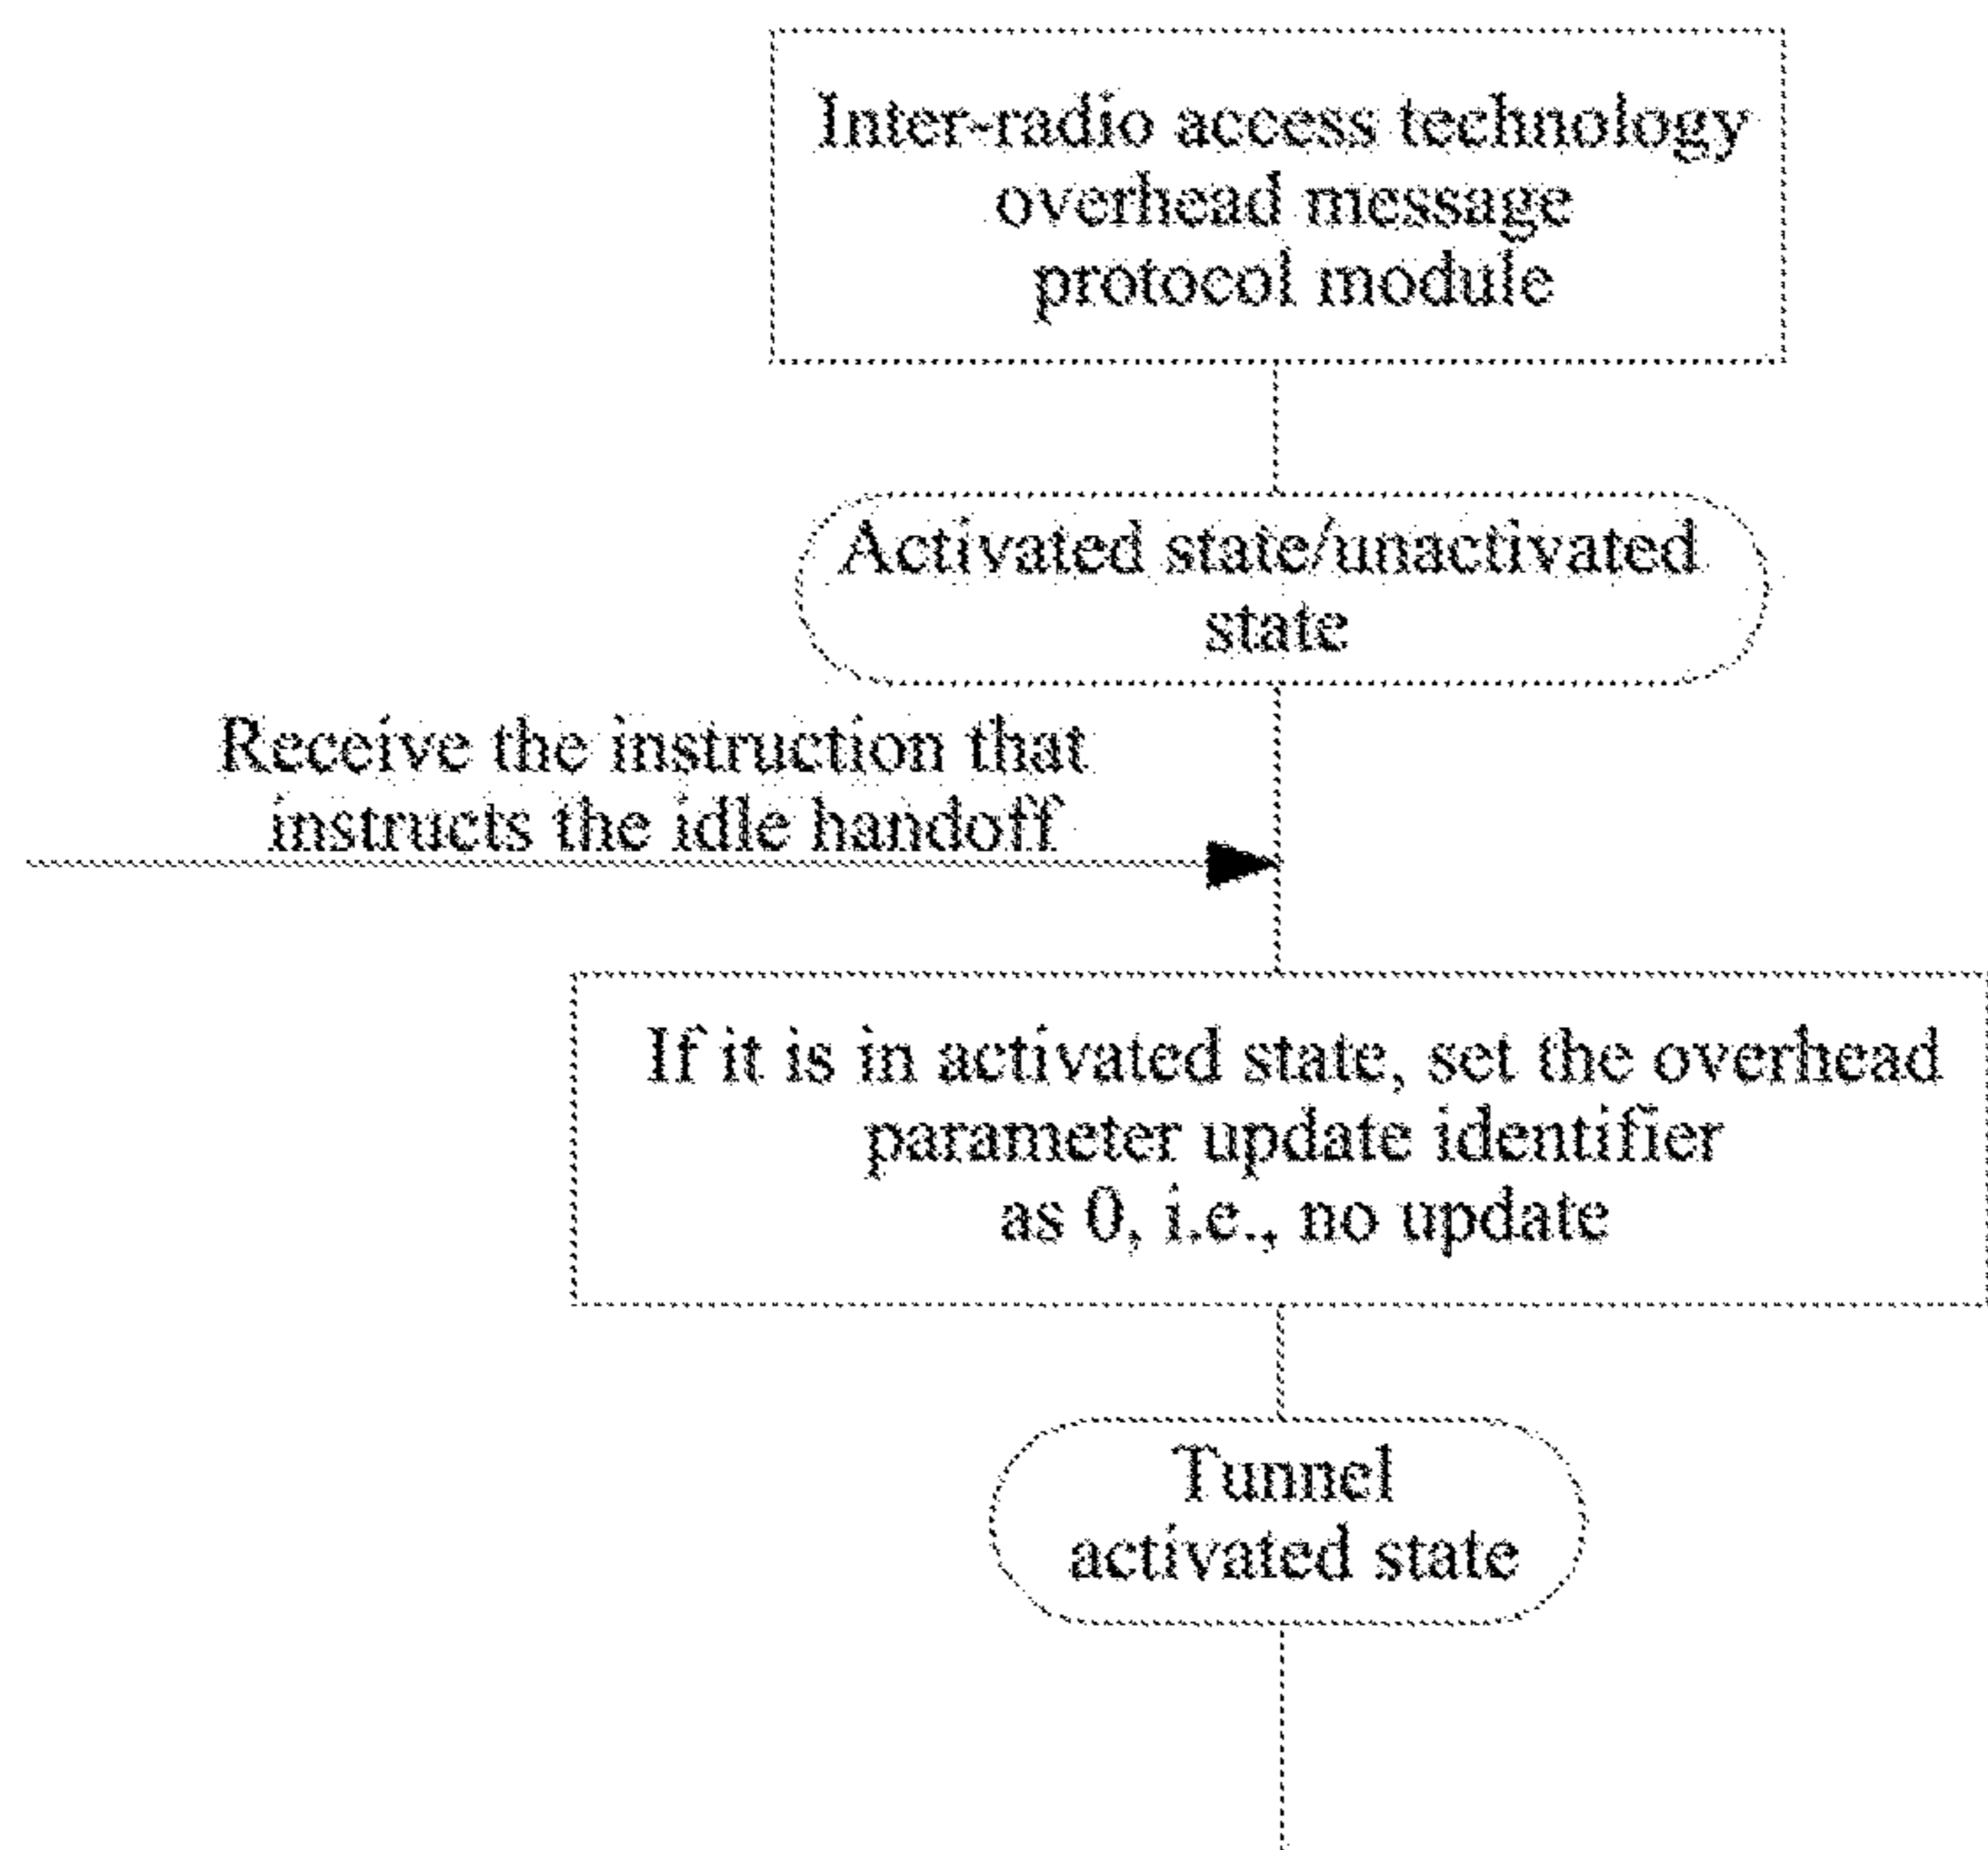 Inter-radio access technology
overhead message
protocol module
Activated state/unactivated
state
Receive the instruction that
instructs the idle handoff
If it is in activated state, set the overhead
parameter update identifier
as 0, i.e., no update
Tunnel
activated state